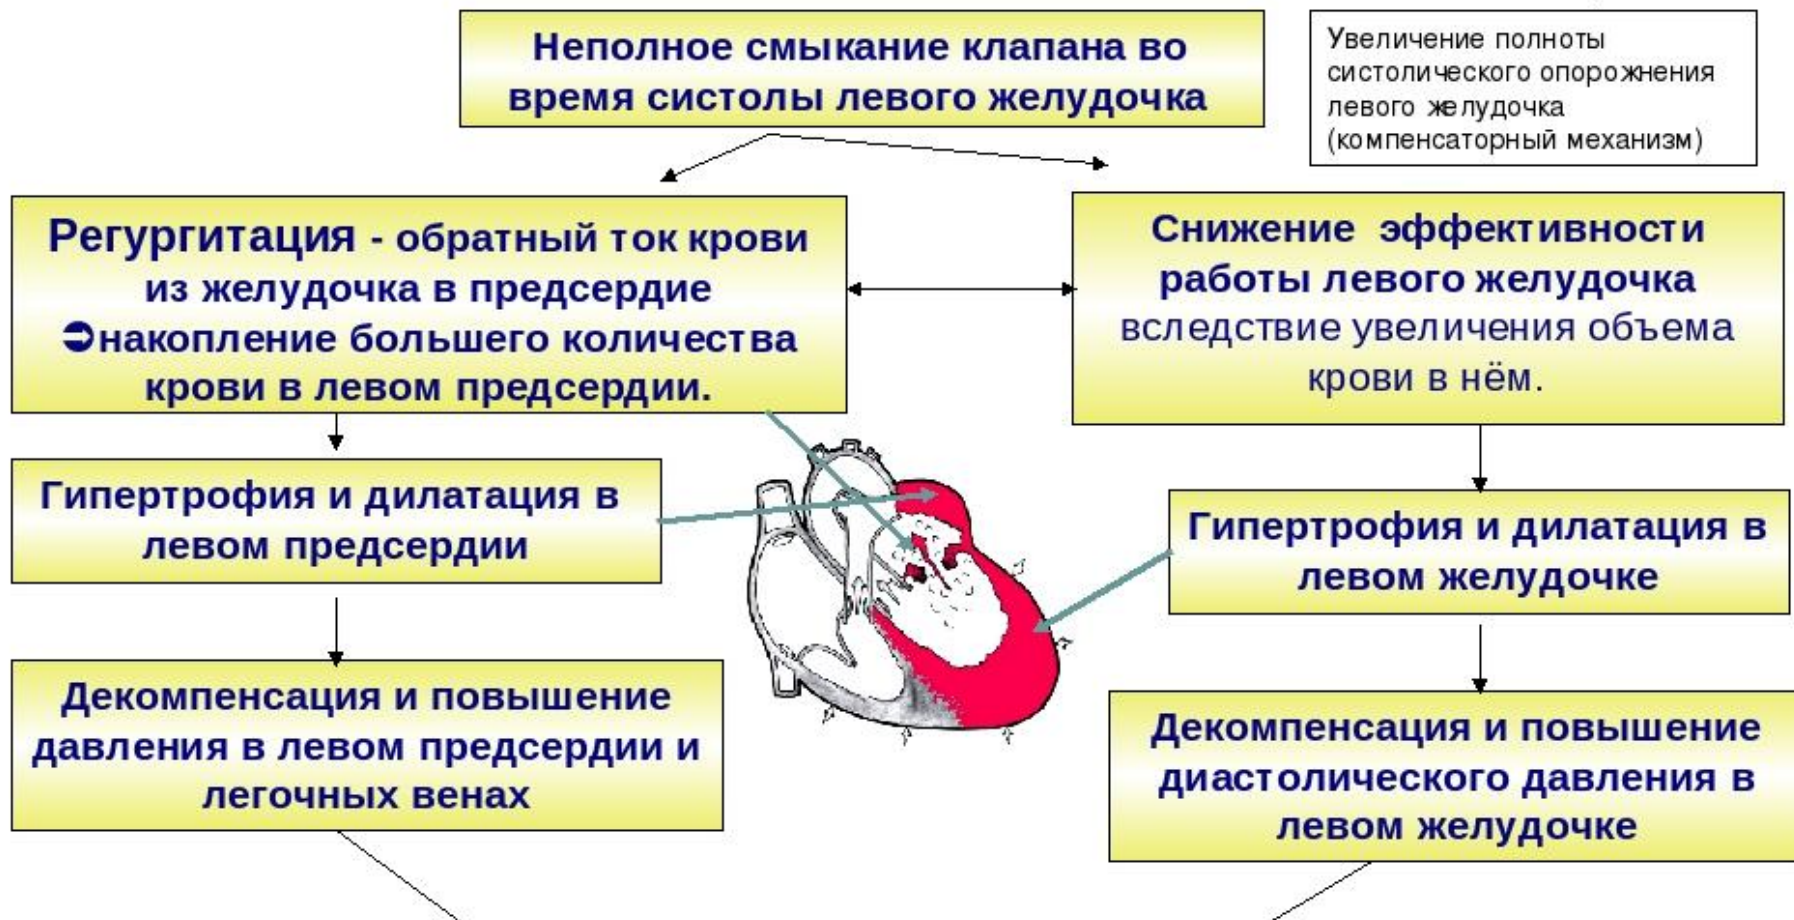 Неполное смыкание клапана во
время систолы левого желудочка
Увеличение полноты
систолического опорожнения
левого желудочка
(компенсаторный механизм)
Регургитация - обратный ток крови
из желудочка в предсердие
➲накопление большего количества
крови в левом предсердии.
Снижение эффективности
работы левого желудочка
вследствие увеличения объема
крови в нём.
Гипертрофия и дилатация в
левом предсердии
Гипертрофия и дилатация в
левом желудочке
Декомпенсация и повышение
давления в левом предсердии и
легочных венах
Декомпенсация и повышение
диастолического давления в
левом желудочке